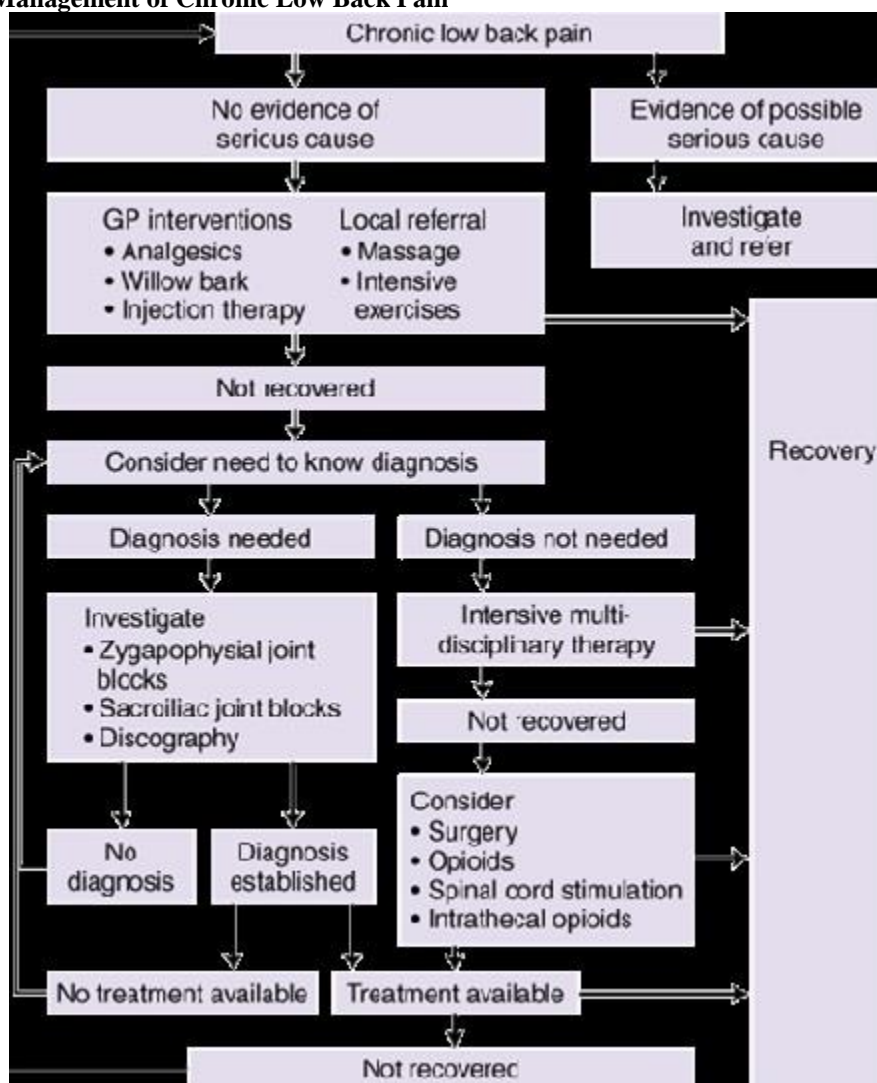 Management of Chronic Low Back Pain
Chronic low back pain
No evidence of
serious cause
Evidence of possible
serious cause
GP interventions
• Analgesics
• Willow bark
• Injection therapy
Local referral
• Massage
• Intensive
exercises
Investigate
and refer
Not recovered
Recovery
Consider need to know diagnosis
Diagnosis needed
Diagnosis not needed
Investigate
• Zygapophysial joint
blocks
• Sacroiliac joint blocks
• Discography
Intensive multi-
disciplinary therapy
Not recovered
Consider
• Surgery
• Opioids
• Spinal cord stimulation
• Intrathecal opioids
No
diagnosis
Diagnosis
established
No treatment available
Treatment available
Not recovered